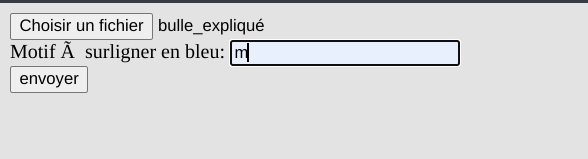 Choisir un fichier bulle_expliqué
Motif Ã  surligner en bleu: m
envoyer